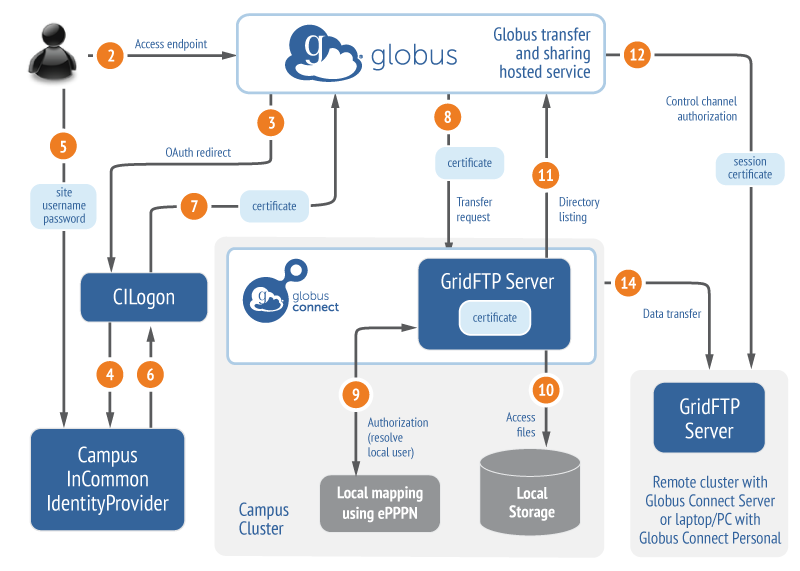 2
Access endpoint
g
globus
Globus transfer
and sharing
hosted service
12
Control channel
authorization
session
certificate
3
OAuth redirect
5
site
username
password
7
certificate
8
certificate
Transfer
request
11
Directory
listing
CILogon
g
globus
connect
GridFTP Server
certificate
14
Data transfer
4
6
9
Authorization
(resolve
local user)
10
Access
files
Campus
InCommon
IdentityProvider
Campus
Cluster
Local mapping
using ePPPN
Local
Storage
GridFTP
Server
Remote cluster with
Globus Connect Server
or laptop/PC with
Globus Connect Personal